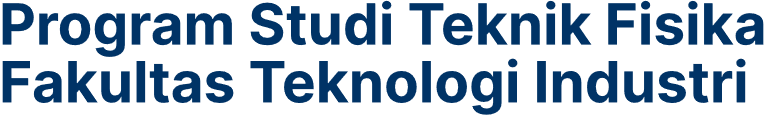 Program Studi Teknik Fisika
Fakultas Teknologi Industri